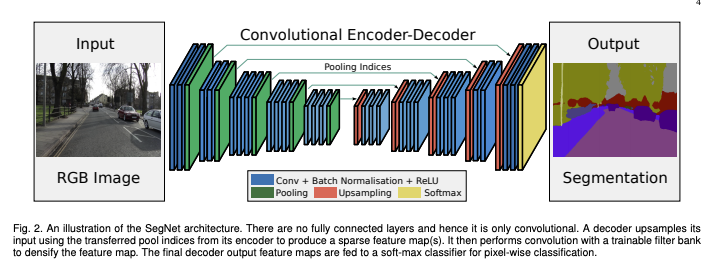 4
Input
Convolutional Encoder-Decoder
Output
Pooling Indices
RGB Image
Segmentation
Conv + Batch Normalisation + ReLU
Pooling
Upsampling
Softmax
Fig. 2. An illustration of the SegNet architecture. There are no fully connected layers and hence it is only convolutional. A decoder upsamples its
input using the transferred pool indices from its encoder to produce a sparse feature map(s). It then performs convolution with a trainable filter bank
to densify the feature map. The final decoder output feature maps are fed to a soft-max classifier for pixel-wise classification.